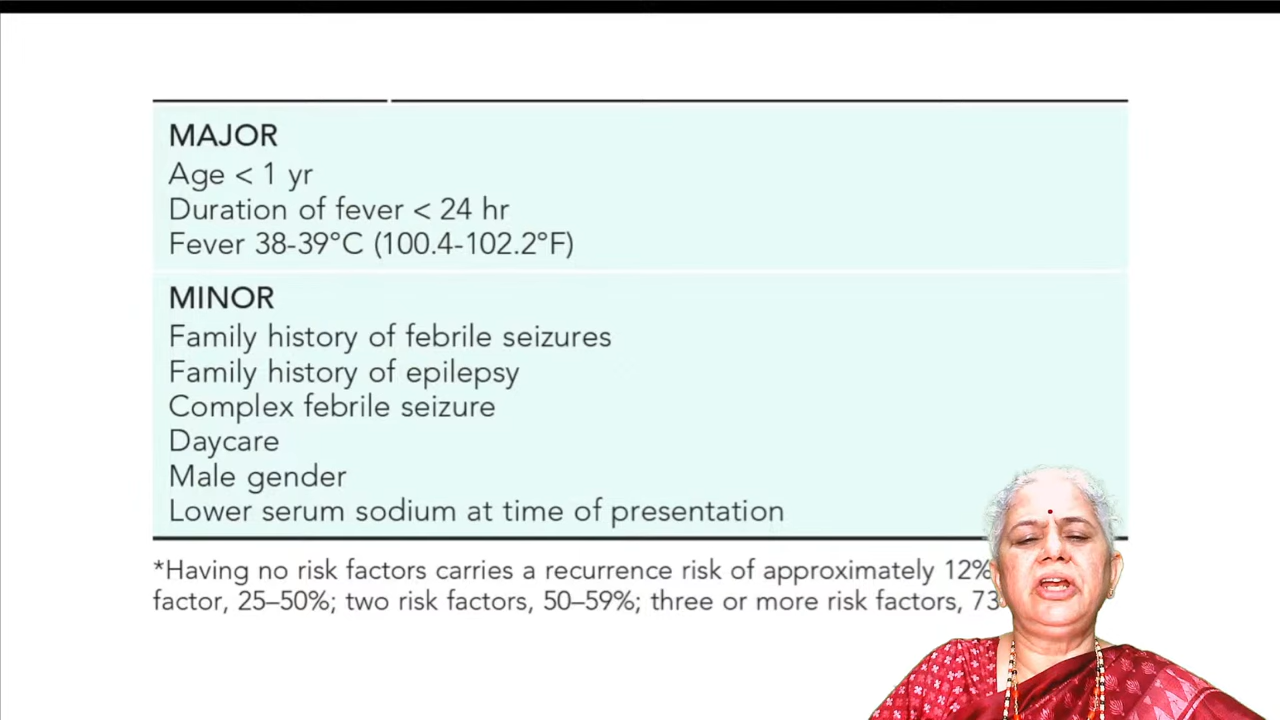 MAJOR
Age < 1 yr
Duration of fever < 24 hr
Fever 38-39°C (100.4-102.2°F)
MINOR
Family history of febrile seizures
Family history of epilepsy
Complex febrile seizure
Daycare
Male gender
Lower serum sodium at time of presentation
*Having no risk factors carries a recurrence risk of approximately 12%
factor, 25–50%; two risk factors, 50–59%; three or more risk factors, 73